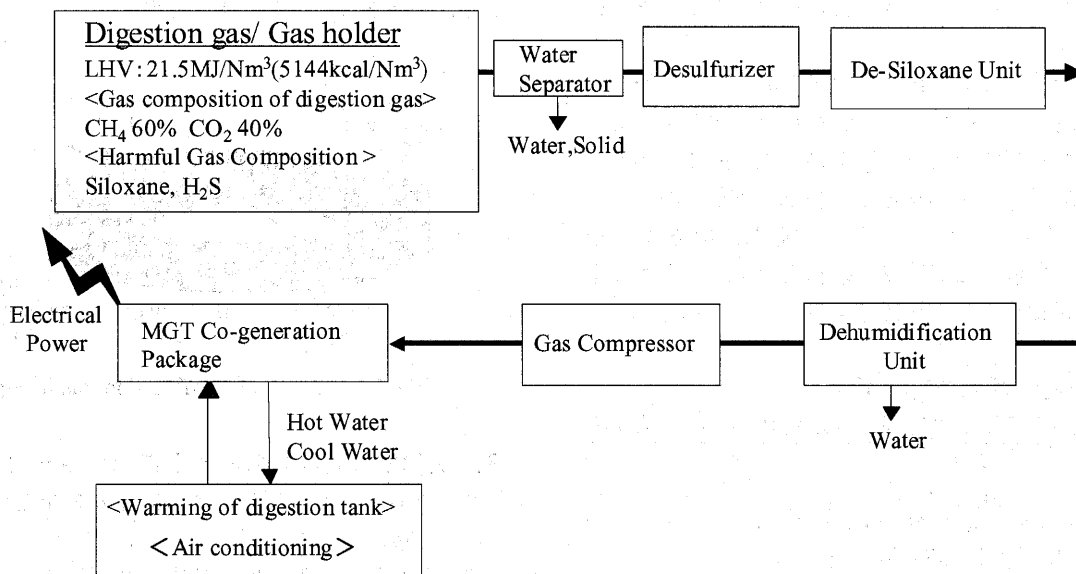 Digestion gas/ Gas holder
LHV : 21.5MJ/Nm³(5144kcal/Nm³)
<Gas composition of digestion gas>
CH₄ 60%  CO₂ 40%
<Harmful Gas Composition >
Siloxane, H₂S
Water
Separator
Desulfurizer
De-Siloxane Unit
Water,Solid
Electrical
Power
MGT Co-generation
Package
Gas Compressor
Dehumidification
Unit
Water
Hot Water
Cool Water
<Warming of digestion tank>
<Air conditioning>